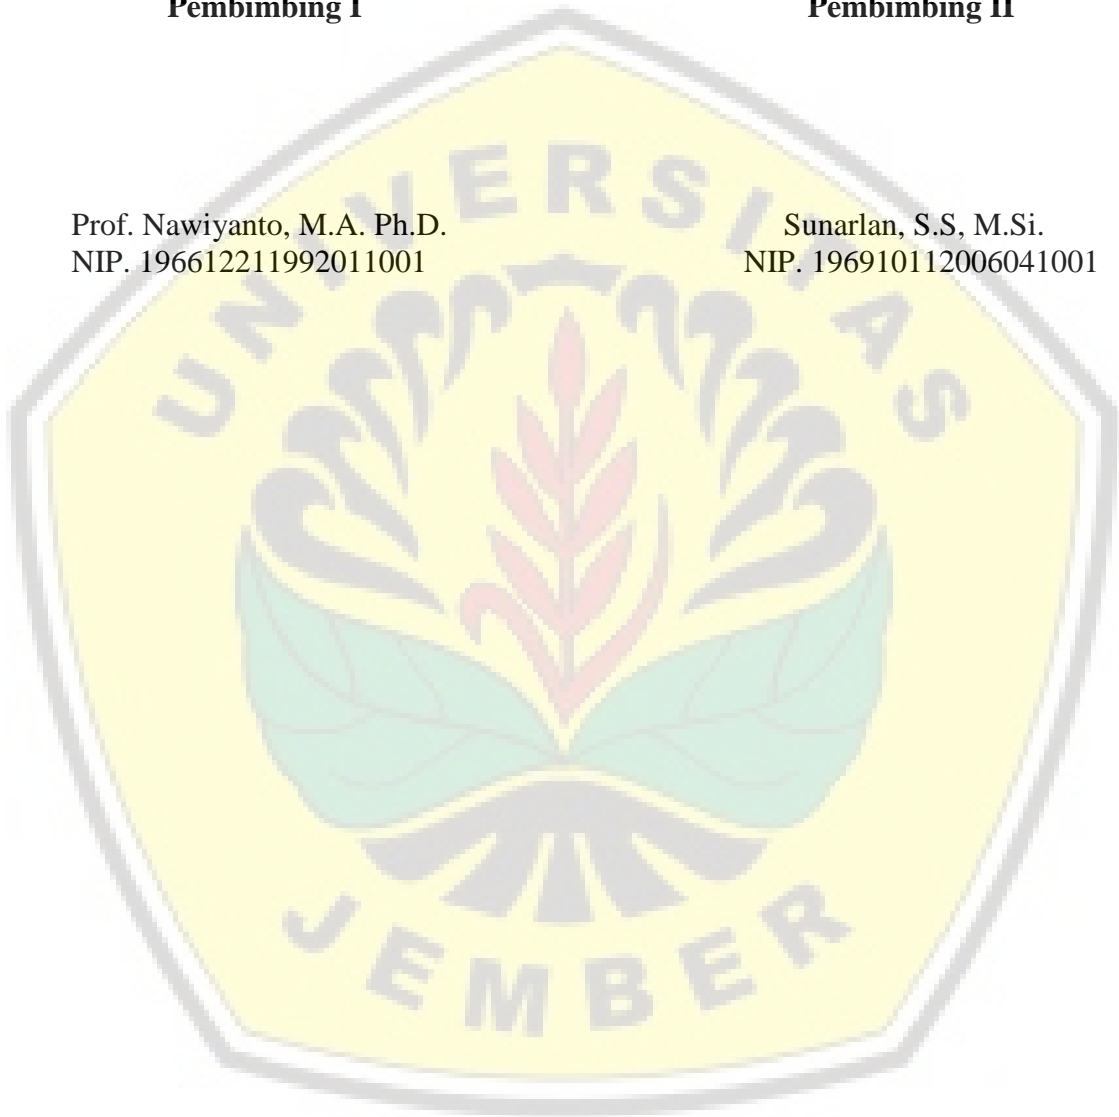 Pembimbing I
Pembimbing II
Prof. Nawiyanto, M.A. Ph.D.
NIP. 196612211992011001
Sunarlan, S.S, M.Si.
NIP. 196910112006041001
UNIVERSITAS
JEMBER